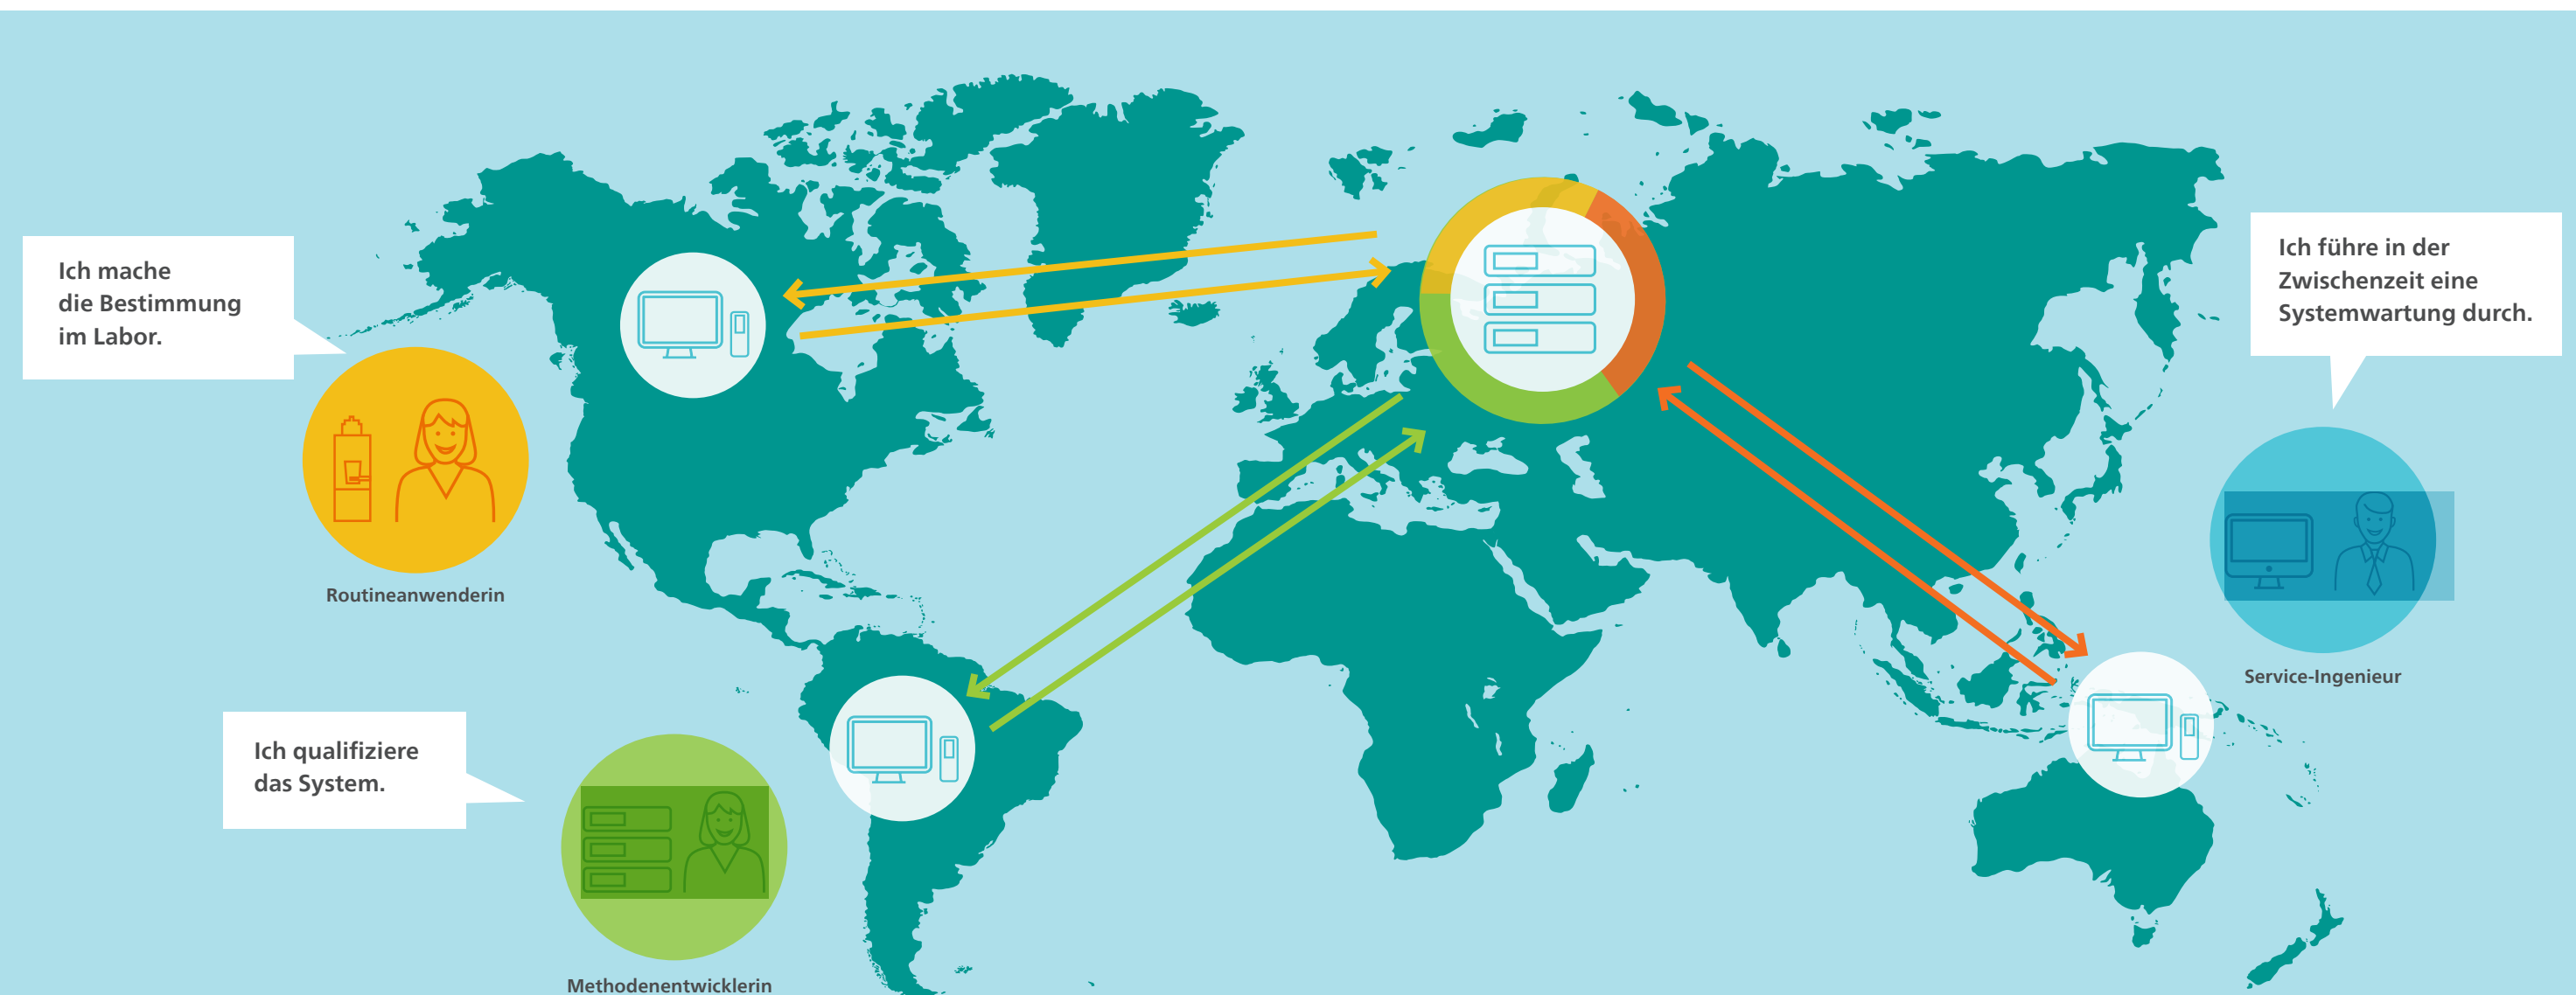 Ich mache
die Bestimmung
im Labor.
Routineanwenderin
Ich qualifiziere
das System.
Methodenentwicklerin
Ich führe in der
Zwischenzeit eine
Systemwartung durch.
Service-Ingenieur